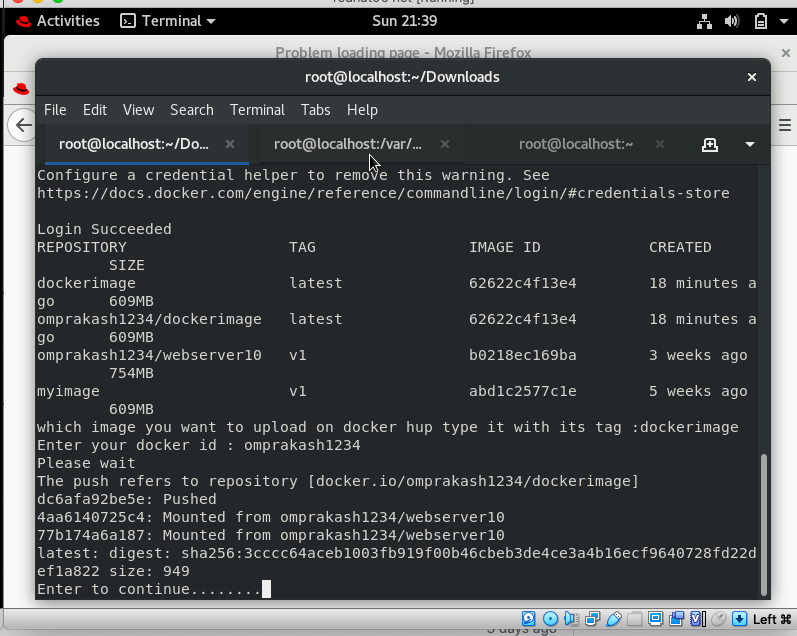 Activities Terminal Sun 21:39
Problem loading page - Mozilla Firefox
root@localhost:~/Downloads
File Edit View Search Terminal Tabs Help
root@localhost:~/Do... root@localhost:/var/... root@localhost:~
Configure a credential helper to remove this warning. See
https://docs.docker.com/engine/reference/commandline/login/#credentials-store
Login Succeeded
REPOSITORY TAG IMAGE ID CREATED
SIZE
dockerimage latest 62622c4f13e4 18 minutes a
go 609MB
omprakash1234/dockerimage latest 62622c4f13e4 18 minutes a
go 609MB
omprakash1234/webserver10 v1 b0218ec169ba 3 weeks ago
754MB
myimage v1 abd1c2577c1e 5 weeks ago
609MB
which image you want to upload on docker hup type it with its tag :dockerimage
Enter your docker id : omprakash1234
Please wait
The push refers to repository [docker.io/omprakash1234/dockerimage]
dc6afa92be5e: Pushed
4aa6140725c4: Mounted from omprakash1234/webserver10
77b174a6a187: Mounted from omprakash1234/webserver10
latest: digest: sha256:3cccc64aceb1003fb919f00b46cbeb3de4ce3a4b16ecf9640728fd22d
ef1a822 size: 949
Enter to continue........
Left ⌘
3 days ago